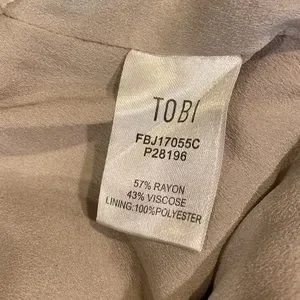 TOBI
FBJ17055C
P28196
57% RAYON
43% VISCOSE
LINING:100%POLYESTER